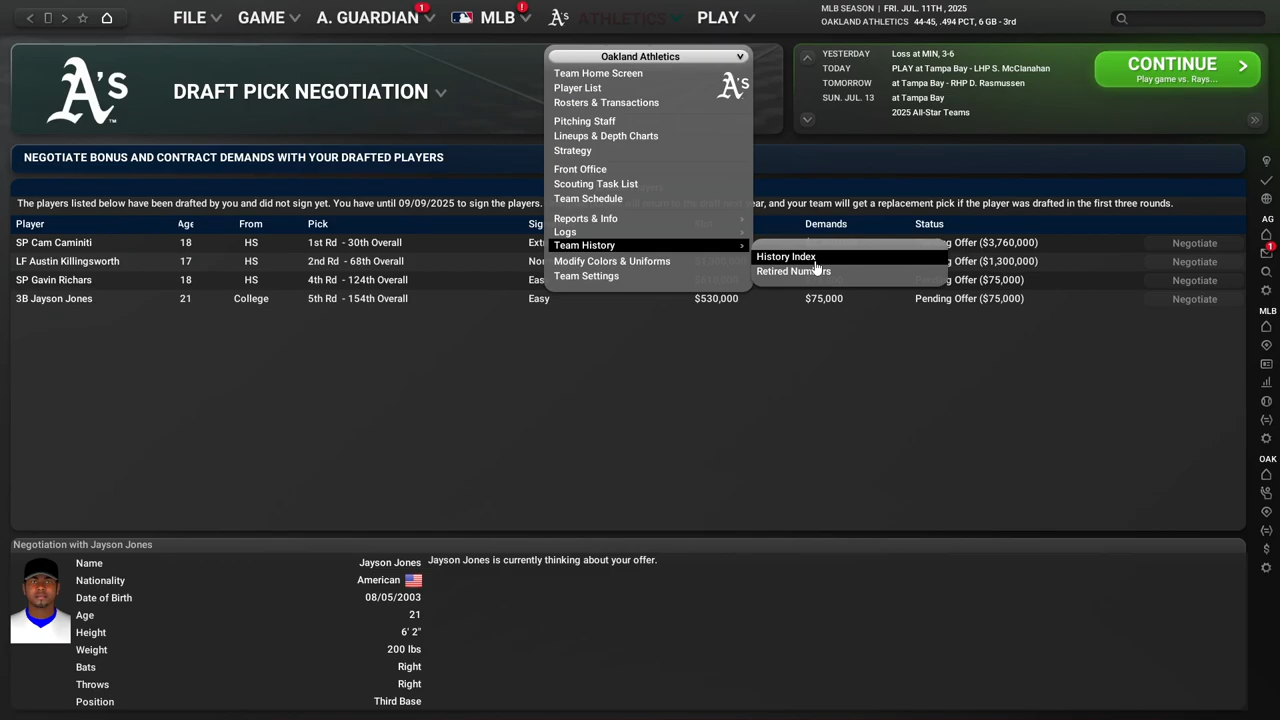 FILE
GAME
A. GUARDIAN
1
MLB
!
A's
ATHLETICS
PLAY
MLB SEASON | FRI. JUL. 11TH , 2025
OAKLAND ATHLETICS 44-45, .494 PCT, 6 GB - 3rd
A's
DRAFT PICK NEGOTIATION
Oakland Athletics
Team Home Screen
Player List
Rosters & Transactions
A's
Pitching Staff
Lineups & Depth Charts
Strategy
Front Office
Scouting Task List
Team Schedule
Reports & Info
Logs
Team History
Modify Colors & Uniforms
Team Settings
History Index
Retired Numbers
YESTERDAY Loss at MIN, 3-6
TODAY PLAY at Tampa Bay - LHP S. McClanahan
TOMORROW at Tampa Bay - RHP D. Rasmussen
SUN. JUL. 13 at Tampa Bay
2025 All-Star Teams
CONTINUE
Play game vs. Rays...
NEGOTIATE BONUS AND CONTRACT DEMANDS WITH YOUR DRAFTED PLAYERS
The players listed below have been drafted by you and did not sign yet. You have until 09/09/2025 to sign the players. year, and your team will get a replacement pick if the player was drafted in the first three rounds.
Player Age From Pick Demands Status
SP Cam Caminiti 18 HS 1st Rd - 30th Overall Offer ($3,760,000) Negotiate
LF Austin Killingsworth 17 HS 2nd Rd - 68th Overall Offer ($1,300,000) Negotiate
SP Gavin Richars 18 HS 4th Rd - 124th Overall Offer ($75,000) Negotiate
3B Jayson Jones 21 College 5th Rd - 154th Overall Easy $530,000 $75,000 Pending Offer ($75,000) Negotiate
AG
1
MLB
OAK
$
Negotiation with Jayson Jones
Name Jayson Jones
Nationality American
Date of Birth 08/05/2003
Age 21
Height 6' 2"
Weight 200 lbs
Bats Right
Throws Right
Position Third Base
Jayson Jones is currently thinking about your offer.